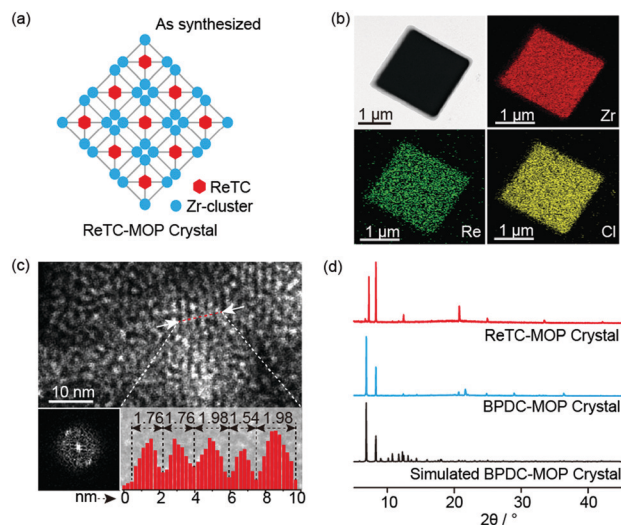 (a)
As synthesized
ReTC
Zr-cluster
ReTC-MOP Crystal
(b)
1 μm
1 μm
Zr
1 μm
Re
1 μm
Cl
(c)
10 nm
1.76
1.76
1.98
1.54
1.98
nm
0 2 4 6 8 10
(d)
ReTC-MOP Crystal
BPDC-MOP Crystal
Simulated BPDC-MOP Crystal
10 20 30 40
2θ / °